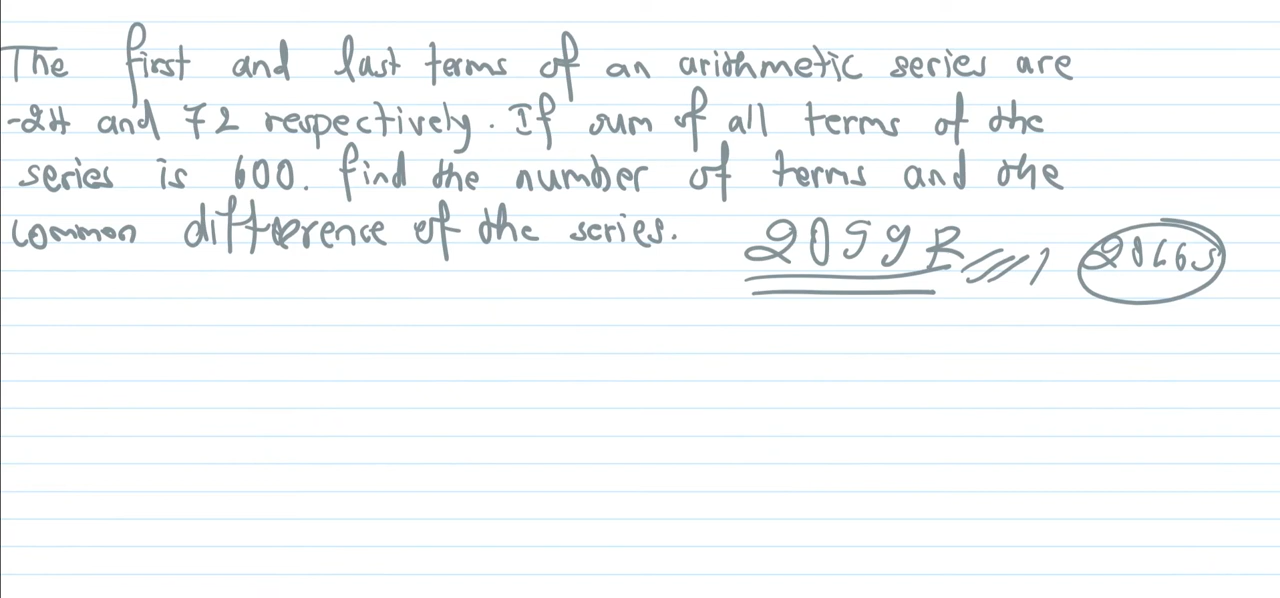 The first and last terms of an arithmetic series are
-24 and 72 respectively. If sum of all terms of the
series is 600. find the number of terms and the
common difference of the series. 2059 R